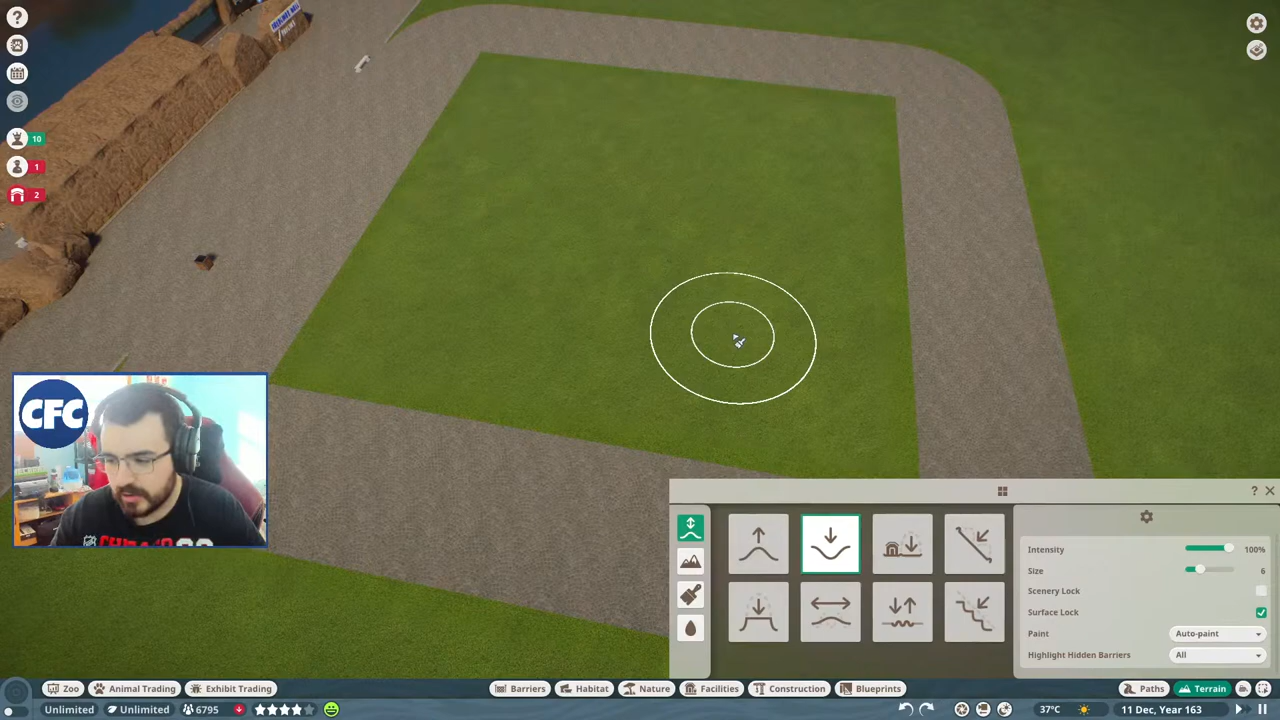 ?
10
1
2
CFC
?
Intensity 100%
Size 6
Scenery Lock
Surface Lock
Paint Auto-paint
Highlight Hidden Barriers All
Zoo Animal Trading Exhibit Trading Barriers Habitat Nature Facilities Construction Blueprints Paths Terrain
Unlimited Unlimited 6795 37°C 11 Dec, Year 163